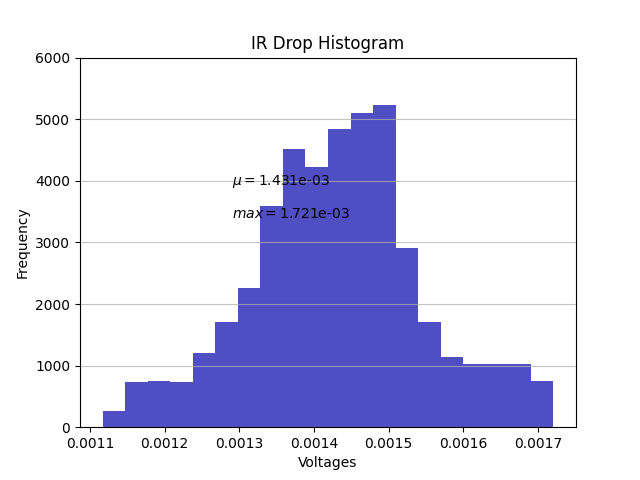 IR Drop Histogram
6000
5000
4000
3000
2000
1000
0
Frequency
μ = 1.431e-03
max = 1.721e-03
0.0011 0.0012 0.0013 0.0014 0.0015 0.0016 0.0017
Voltages